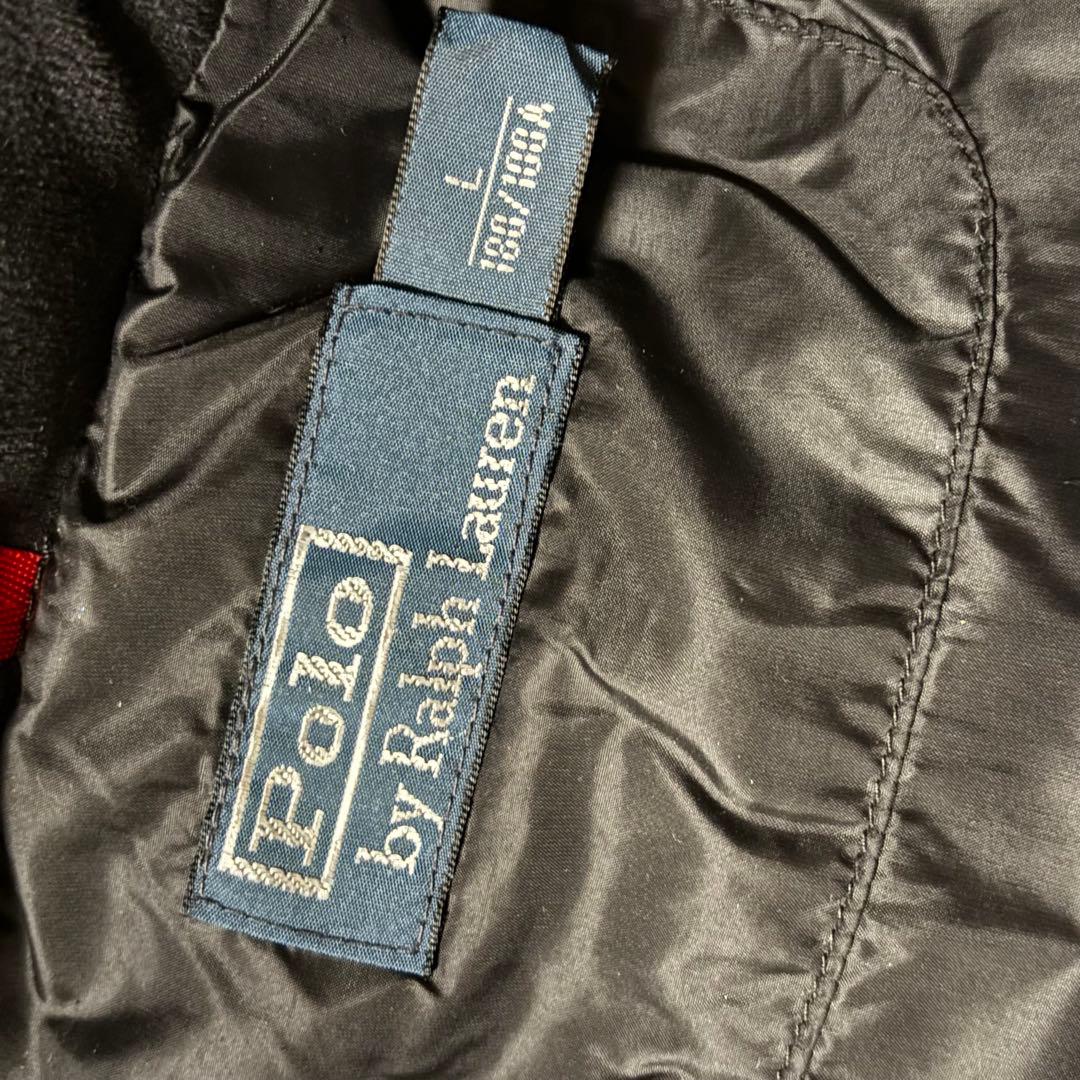 Polo
by Ralph Lauren
L
180/100A